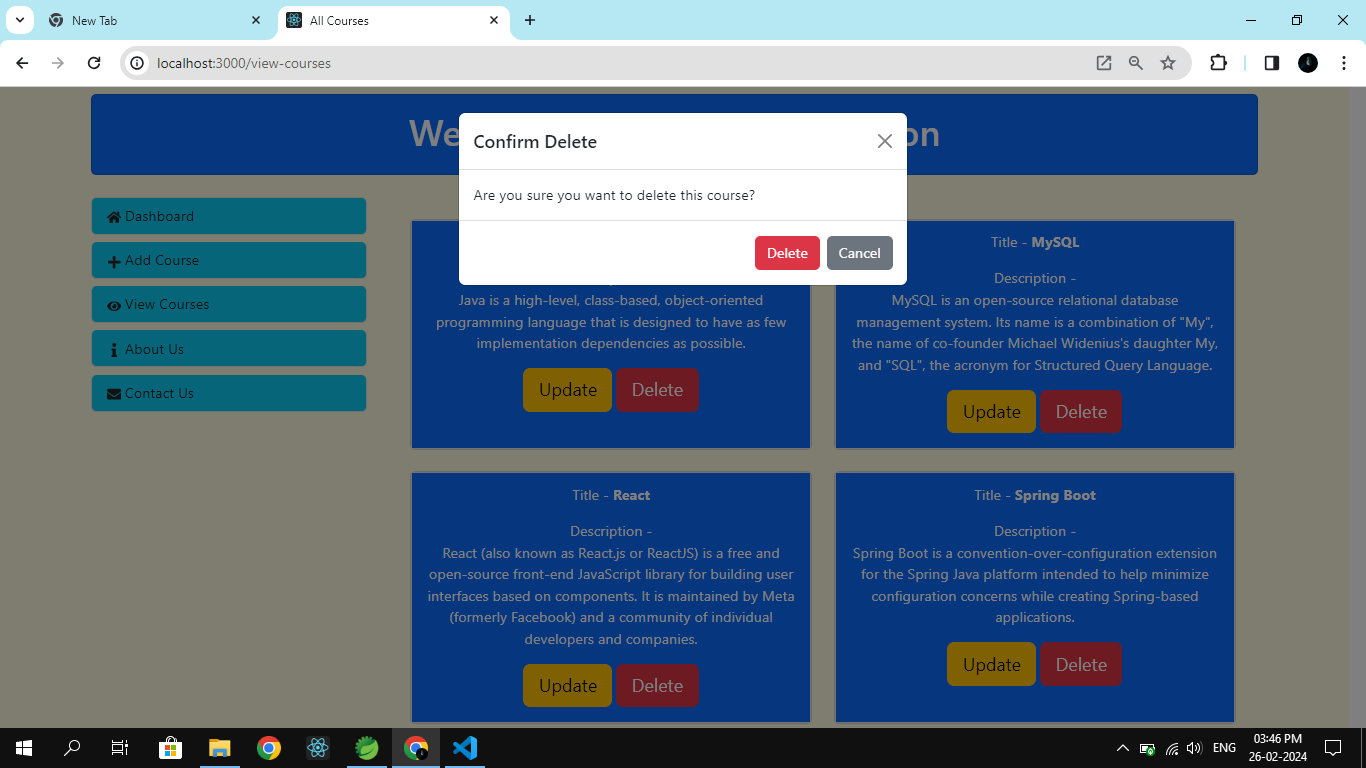 New Tab
All Courses
localhost:3000/view-courses
We
on
Confirm Delete
Are you sure you want to delete this course?
Delete
Cancel
Dashboard
Add Course
View Courses
About Us
Contact Us
Java is a high-level, class-based, object-oriented
programming language that is designed to have as few
implementation dependencies as possible.
Update
Delete
Title - MySQL
Description -
MySQL is an open-source relational database
management system. Its name is a combination of "My",
the name of co-founder Michael Widenius's daughter My,
and "SQL", the acronym for Structured Query Language.
Update
Delete
Title - React
Description -
React (also known as React.js or ReactJS) is a free and
open-source front-end JavaScript library for building user
interfaces based on components. It is maintained by Meta
(formerly Facebook) and a community of individual
developers and companies.
Update
Delete
Title - Spring Boot
Description -
Spring Boot is a convention-over-configuration extension
for the Spring Java platform intended to help minimize
configuration concerns while creating Spring-based
applications.
Update
Delete
ENG
03:46 PM
26-02-2024